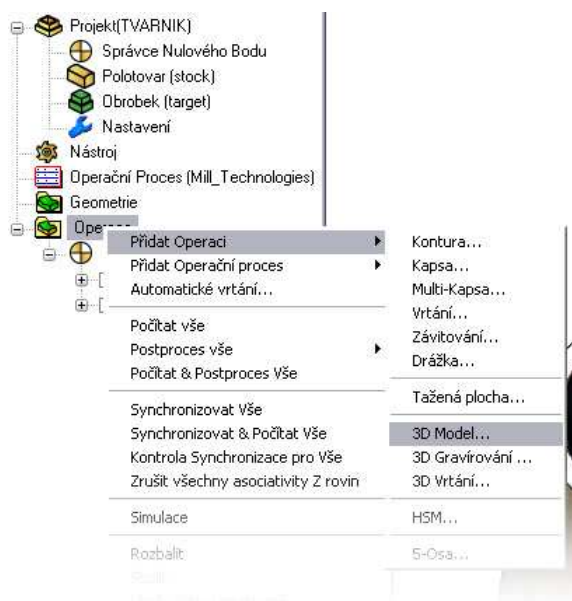 Projekt(TVARNIK)
Správce Nulového Bodu
Polotovar (stock)
Obrobek (target)
Nastavení
Nástroj
Operační Proces (Mill_Technologies)
Geometrie
Přidat Operaci
Přidat Operační proces
Automatické vrtání...
Počítat vše
Postproces vše
Počítat & Postproces Vše
Synchronizovat Vše
Synchronizovat & Počítat Vše
Kontrola Synchronizace pro Vše
Zrušit všechny asociativity Z rovin
Simulace
Rozbalit
Kontura...
Kapsa...
Multi-Kapsa...
Vrtání...
Závitování...
Drážka...
Tažená plocha...
3D Model...
3D Gravírování ...
3D Vrtání...
HSM...
5-Osa...